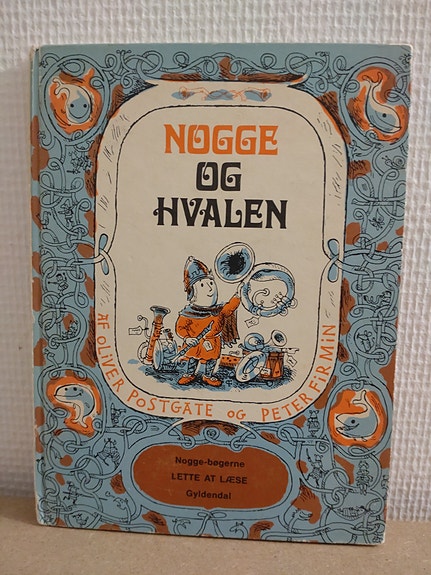 NOGGE
OG
HVALEN
AF OLIVER POSTGATE OG PETER FIRMIN
Nogge-bøgerne
LETTE AT LÆSE
Gyldendal